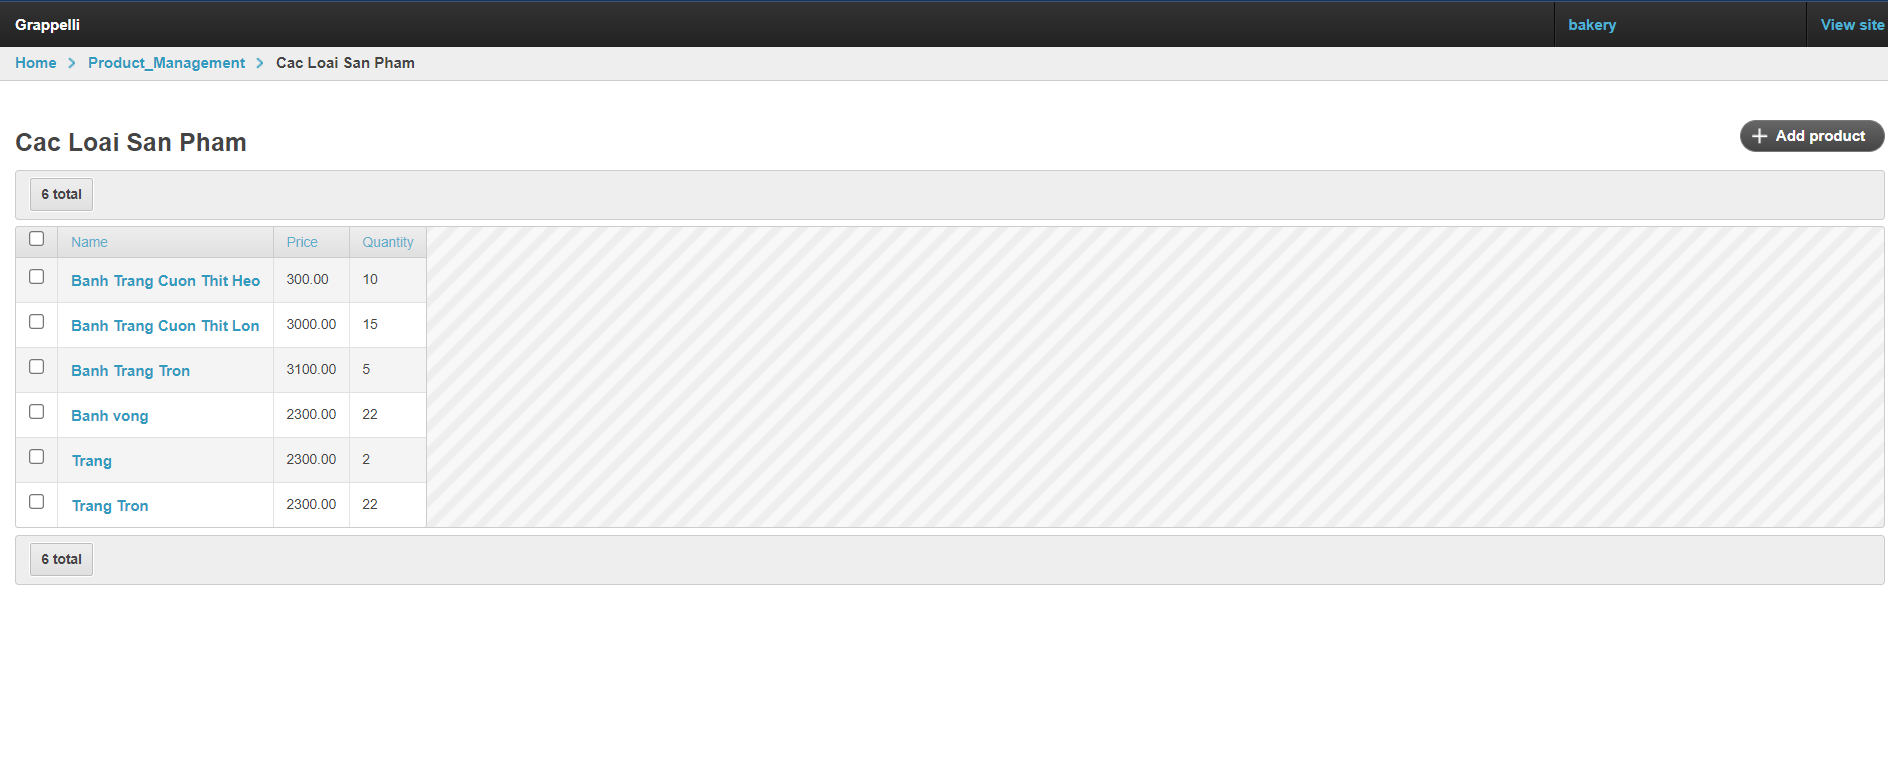 Grappelli bakery View site
Home Product_Management Cac Loai San Pham
Cac Loai San Pham
Add product
6 total
Name Price Quantity
Banh Trang Cuon Thit Heo 300.00 10
Banh Trang Cuon Thit Lon 3000.00 15
Banh Trang Tron 3100.00 5
Banh vong 2300.00 22
Trang 2300.00 2
Trang Tron 2300.00 22
6 total